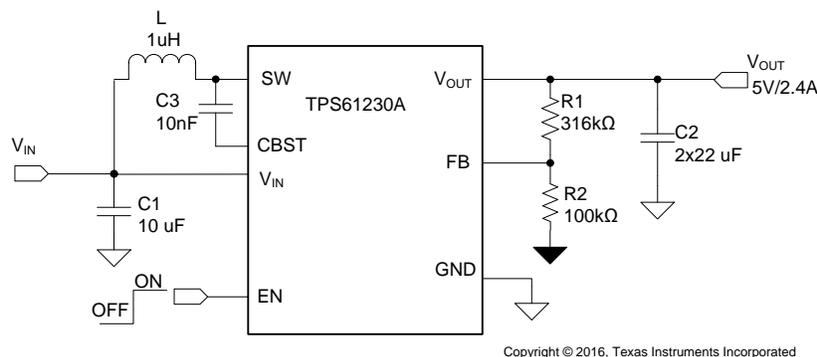 L
1uH
C3
10nF
SW
CBST
VIN
TPS61230A
VOUT
FB
GND
EN
VIN
C1
10 uF
ON
OFF
R1
316kΩ
R2
100kΩ
C2
2x22 uF
VOUT
5V/2.4A
Copyright © 2016, Texas Instruments Incorporated